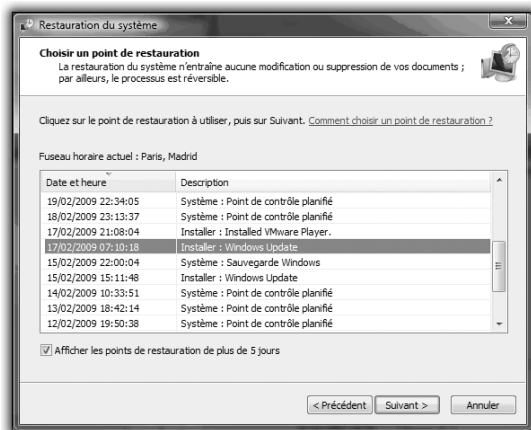 Restauration du système
Choisir un point de restauration
La restauration du système n'entraîne aucune modification ou suppression de vos documents ;
par ailleurs, le processus est réversible.
Cliquez sur le point de restauration à utiliser, puis sur Suivant. Comment choisir un point de restauration ?
Fuseau horaire actuel : Paris, Madrid
Date et heure Description
19/02/2009 22:34:05 Système : Point de contrôle planifié
18/02/2009 23:13:37 Système : Point de contrôle planifié
17/02/2009 21:08:04 Installer : Installed VMware Player.
17/02/2009 07:10:18 Installer : Windows Update
15/02/2009 22:00:04 Système : Sauvegarde Windows
15/02/2009 15:11:48 Installer : Windows Update
14/02/2009 10:33:51 Système : Point de contrôle planifié
13/02/2009 18:42:14 Système : Point de contrôle planifié
12/02/2009 19:50:38 Système : Point de contrôle planifié
Afficher les points de restauration de plus de 5 jours
< Précédent Suivant > Annuler